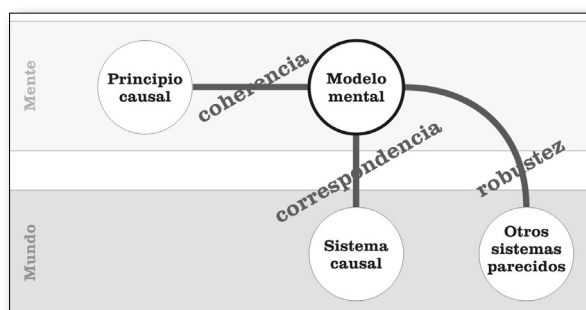 Mente
Principio
causal
coherencia
Modelo
mental
correspondencia
robustez
Mundo
Sistema
causal
Otros
sistemas
parecidos